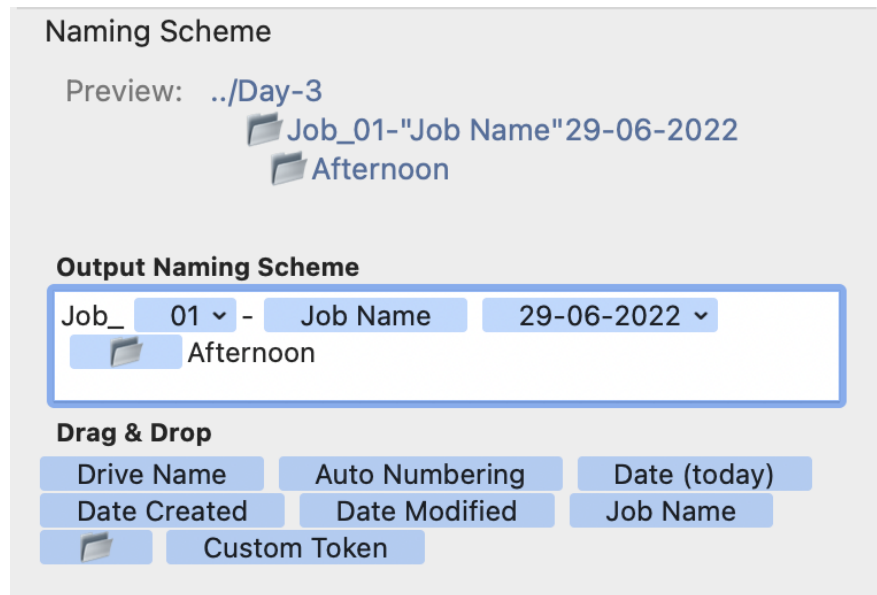 Naming Scheme
Preview: ../Day-3
Job_01-"Job Name"29-06-2022
Afternoon
Output Naming Scheme
Job_ 01 - Job Name 29-06-2022
Afternoon
Drag & Drop
Drive Name Auto Numbering Date (today)
Date Created Date Modified Job Name
Custom Token